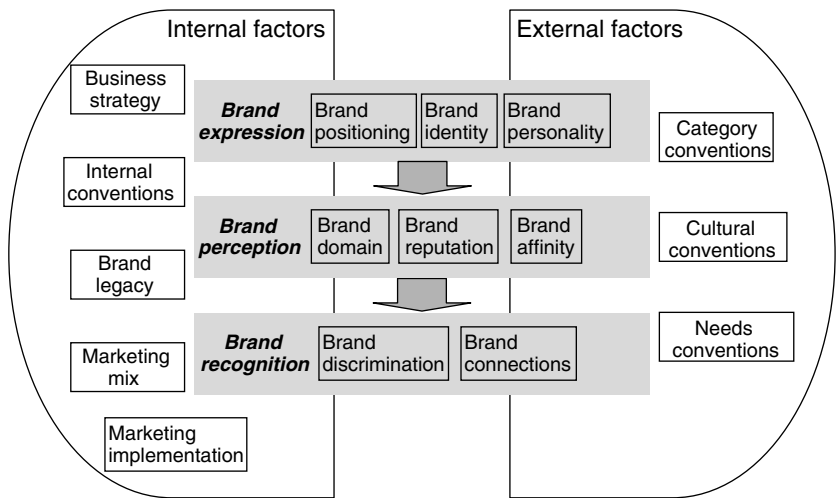 Internal factors
External factors
Business
strategy
Internal
conventions
Brand
legacy
Marketing
mix
Marketing
implementation
Brand
expression
Brand
positioning
Brand
identity
Brand
personality
Brand
perception
Brand
domain
Brand
reputation
Brand
affinity
Brand
recognition
Brand
discrimination
Brand
connections
Category
conventions
Cultural
conventions
Needs
conventions